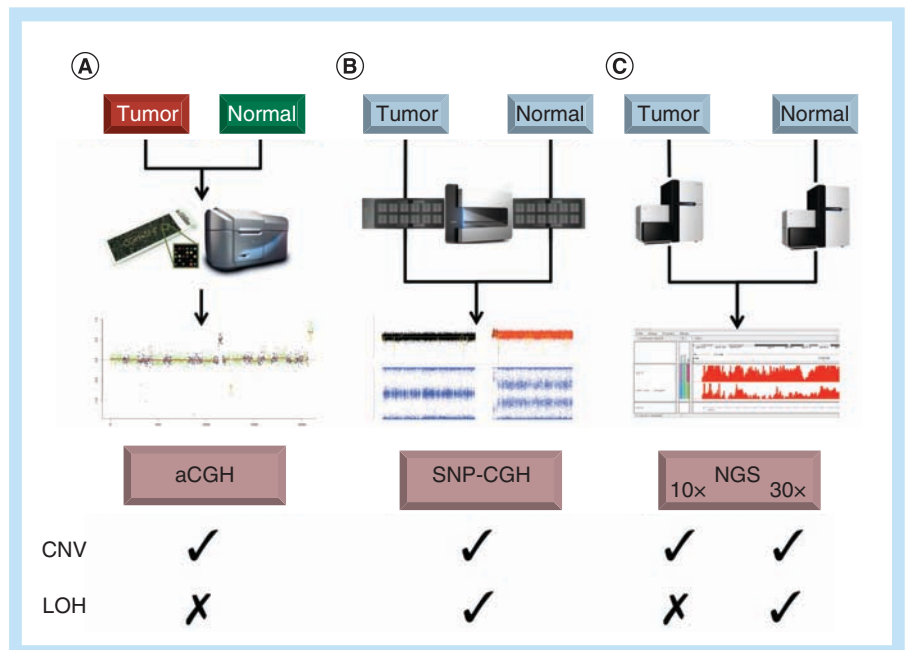 A B C
Tumor Normal Tumor Normal Tumor Normal
aCGH SNP-CGH NGS
10× 30×
CNV ✓ ✓ ✓ ✓
LOH ✗ ✓ ✗ ✓